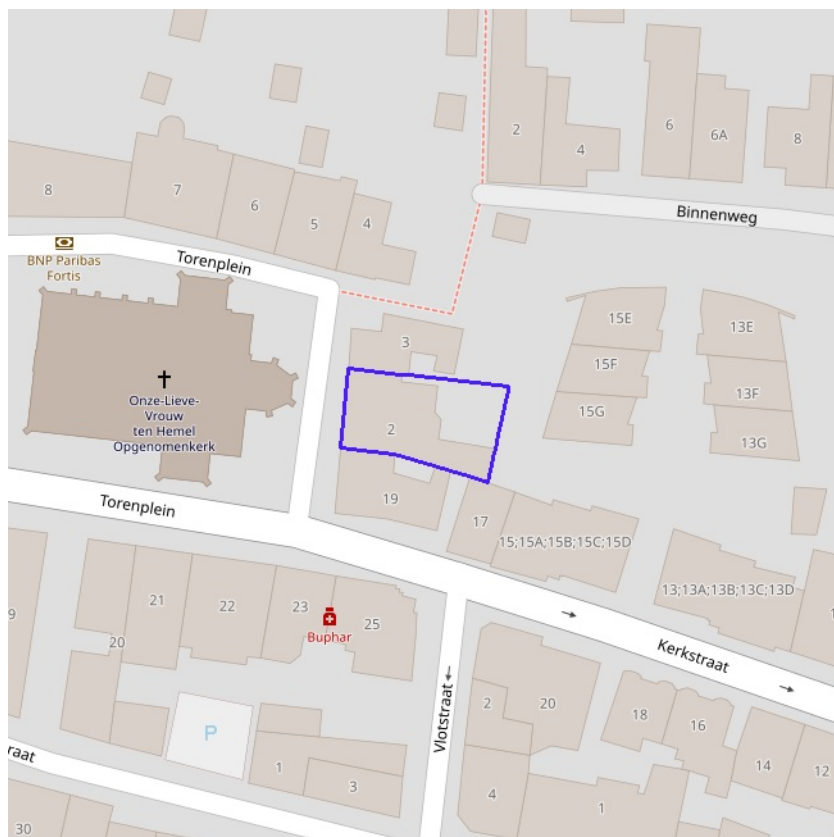 2
4
6
6A
8
8
7
6
5
4
Binnenweg
Torenplein
BNP Paribas
Fortis
3
15E
13E
15F
15G
13F
13G
Onze-Lieve-
Vrouw
ten Hemel
Opgenomenkerk
2
19
17
15;15A;15B;15C;15D
Torenplein
13;13A;13B;13C;13D
9
21
22
23
25
20
Buphar
Kerkstraat
Vlotstraat
2
20
18
16
14
12
P
1
3
4
1
raat
30